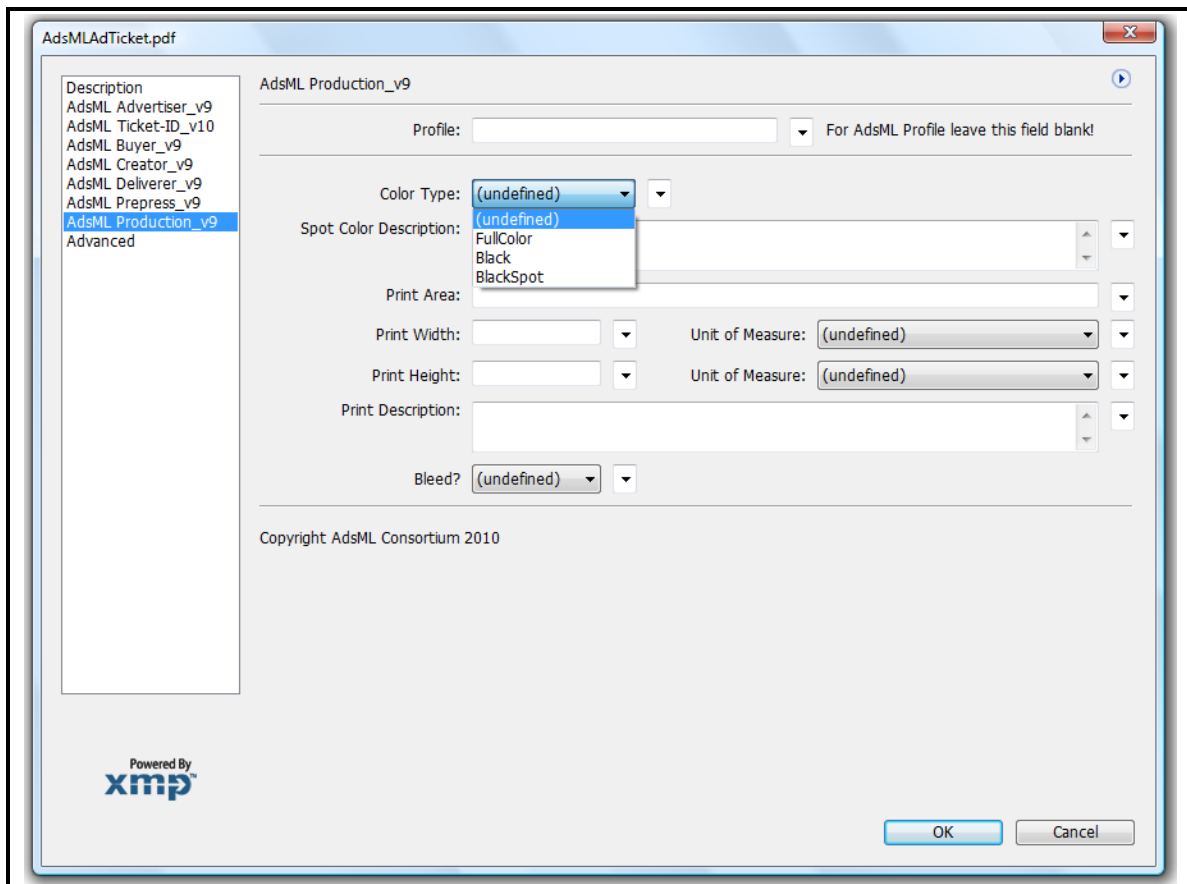 AdsMLAdTicket.pdf
Description
AdsML Advertiser_v9
AdsML Ticket-ID_v10
AdsML Buyer_v9
AdsML Creator_v9
AdsML Deliverer_v9
AdsML Prepress_v9
AdsML Production_v9
Advanced
AdsML Production_v9
Profile: For AdsML Profile leave this field blank!
Color Type: (undefined)
(undefined)
FullColor
Black
BlackSpot
Spot Color Description:
Print Area:
Print Width: Unit of Measure: (undefined)
Print Height: Unit of Measure: (undefined)
Print Description:
Bleed? (undefined)
Copyright AdsML Consortium 2010
Powered By
xmp™
OK Cancel